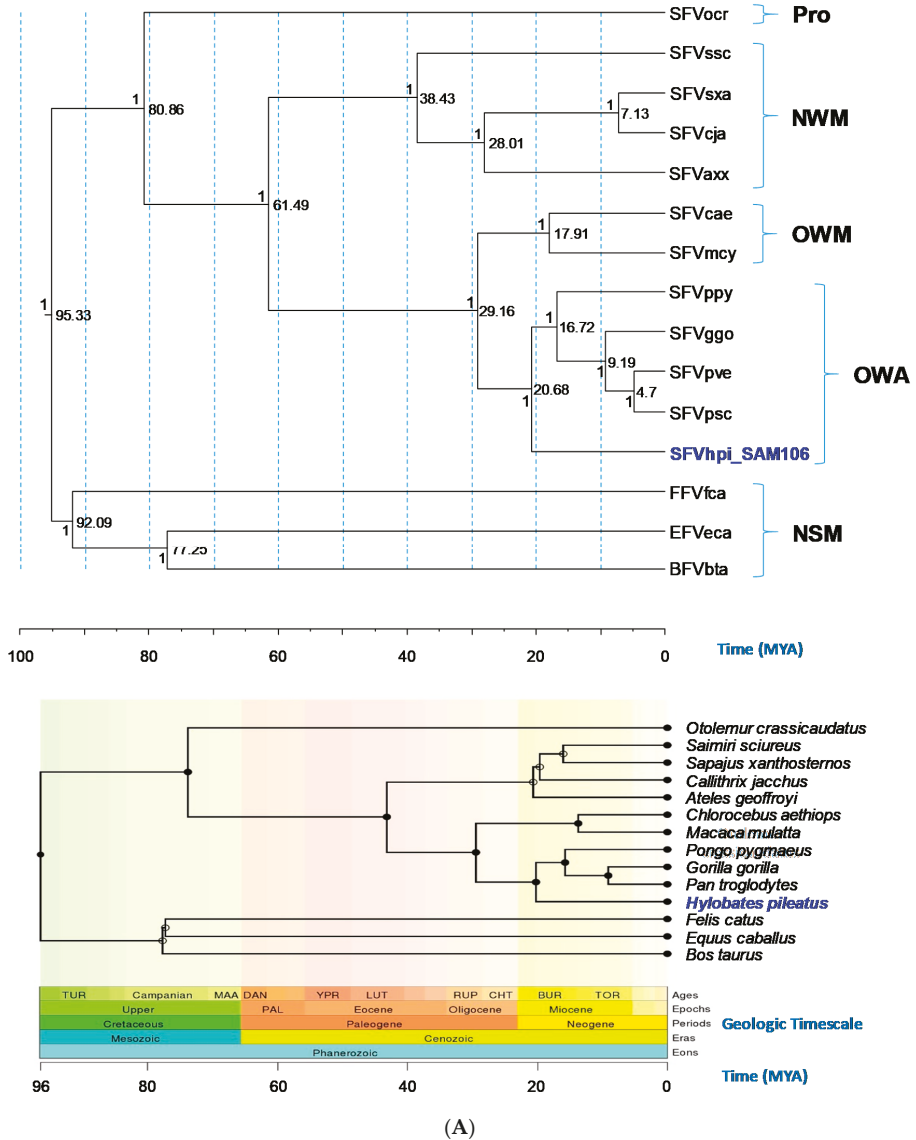 SFVocr
Pro
SFVssc
1
38.43
SFVsxa
1
80.86
1
7.13
NWM
SFVcja
1
28.01
SFVaxx
1
61.49
SFVcae
1
17.91
OWM
SFVmcy
1
95.33
1
29.16
SFVppy
1
16.72
SFVggo
9.19
1
SFVpve
OWA
4.7
1
20.68
1
SFVpsc
SFVhpi_SAM106
FFVfca
92.09
1
EFVeca
NSM
77.25
1
BFVbta
100 80 60 40 20 0
Time (MYA)
Otolemur crassicaudatus
Saimiri sciureus
Sapajus xanthosternos
Callithrix jacchus
Ateles geoffroyi
Chlorocebus aethiops
Macaca mulatta
Pongo pygmaeus
Gorilla gorilla
Pan troglodytes
Hylobates pileatus
Felis catus
Equus caballus
Bos taurus
TUR Campanian MAA DAN YPR LUT RUP CHT BUR TOR Ages
Upper PAL Eocene Oligocene Miocene Epochs
Cretaceous Paleogene Neogene Periods
Geologic Timescale
Mesozoic Cenozoic Eras
Phanerozoic Eons
96 80 60 40 20 0
Time (MYA)
(A)